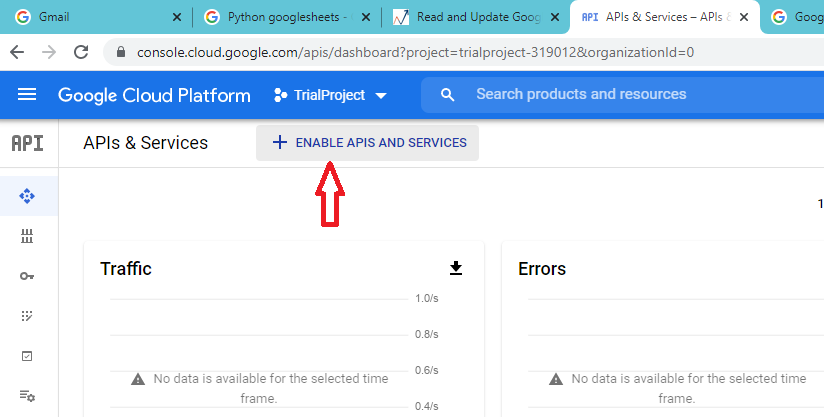 Gmail
Python googlesheets -
Read and Update Goog
API APIs & Services – APIs &
Goog
console.cloud.google.com/apis/dashboard?project=trialproject-319012&organizationId=0
Google Cloud Platform
TrialProject
Search products and resources
API
APIs & Services
ENABLE APIS AND SERVICES
1
Traffic
1.0/s
0.8/s
0.6/s
No data is available for the selected time
frame.
0.4/s
Errors
No data is available for the selected time
frame.